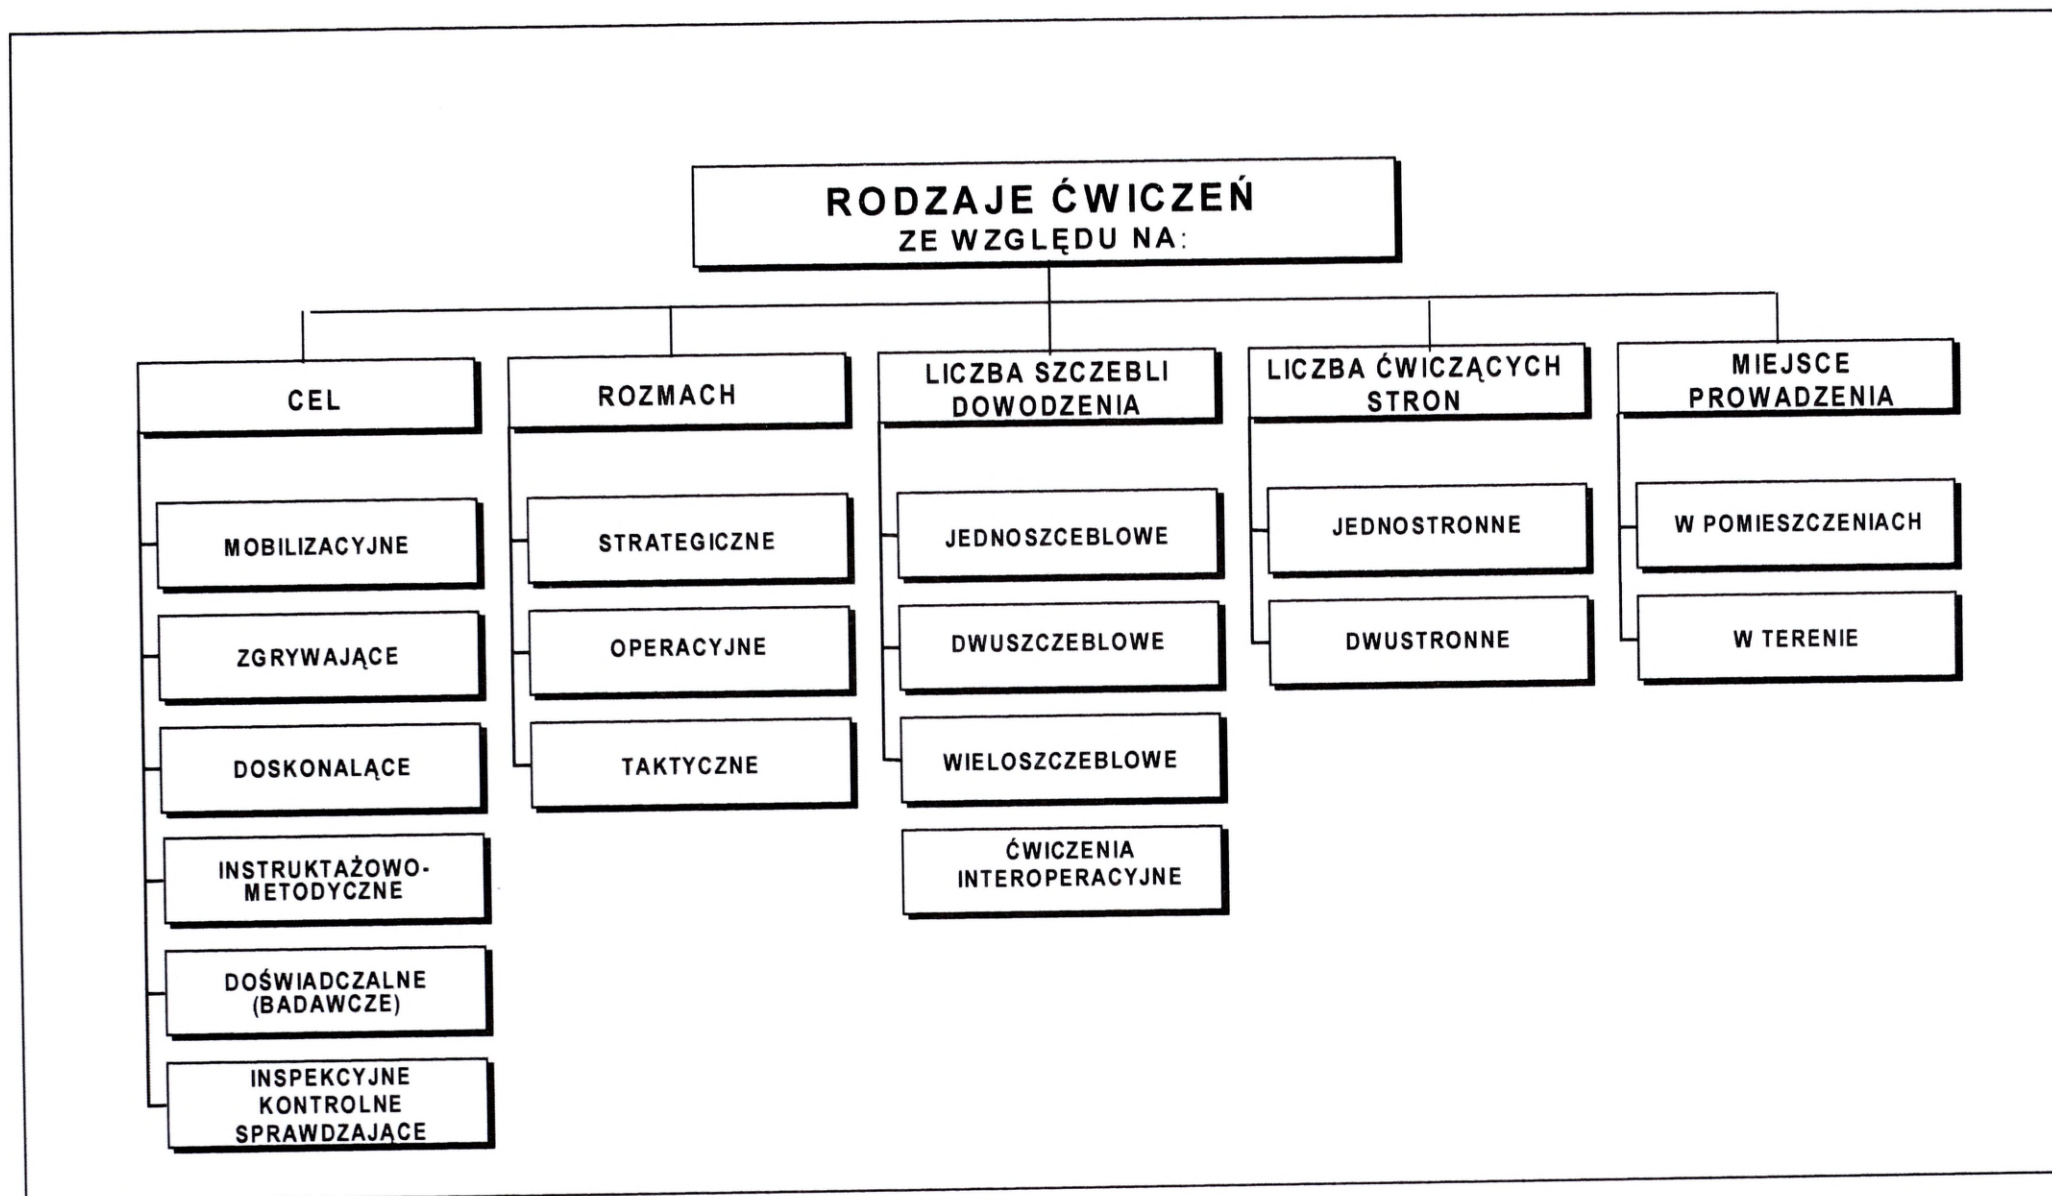 RODZAJE ĆWICZEŃ
ZE WZGLĘDU NA:
CEL
MOBILIZACYJNE
ZGRYWAJĄCE
DOSKONALĄCE
INSTRUKTAŻOWO-
METODYCZNE
DOŚWIADCZALNE
(BADAWCZE)
INSPEKCYJNE
KONTROLNE
SPRAWDZAJĄCE
ROZMACH
STRATEGICZNE
OPERACYJNE
TAKTYCZNE
LICZBA SZCZEBLI
DOWODZENIA
JEDNOSZCEBLOWE
DWUSZCZEBLOWE
WIELOSZCZEBLOWE
ĆWICZENIA
INTEROPERACYJNE
LICZBA ĆWICZĄCYCH
STRON
JEDNOSTRONNE
DWUSTRONNE
MIEJSCE
PROWADZENIA
W POMIESZCZENIACH
W TERENIE